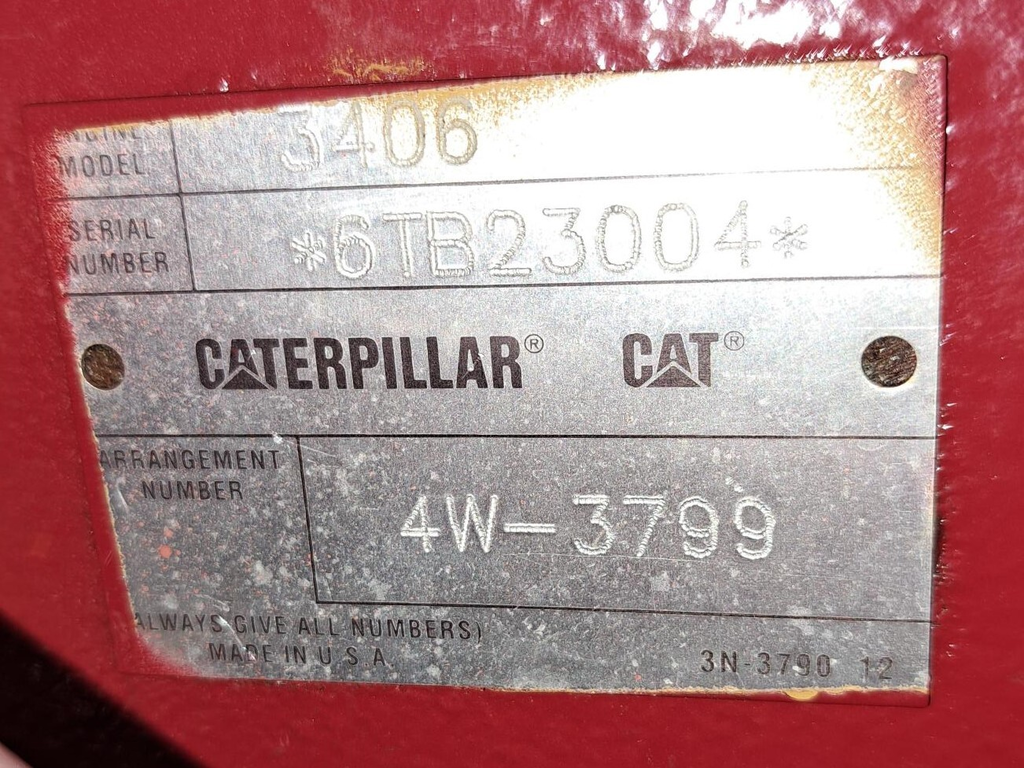 ENGINE
MODEL
3406
SERIAL
NUMBER
*6TB23004*
CATERPILLAR® CAT®
ARRANGEMENT
NUMBER
4W-3799
ALWAYS GIVE ALL NUMBERS)
MADE IN U S A.
3N-3790 12